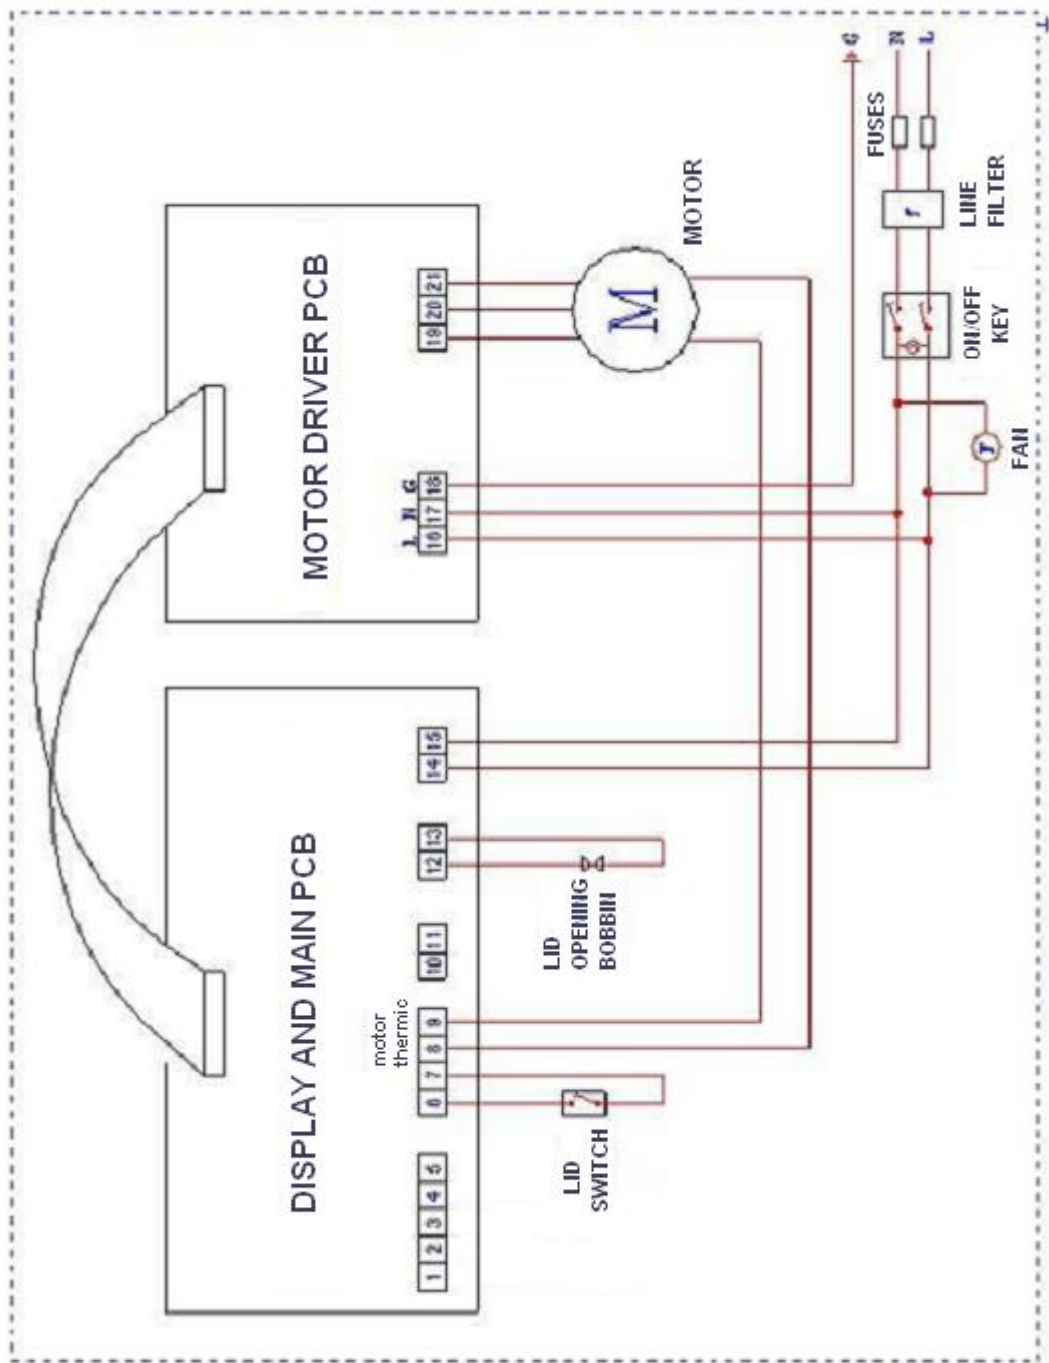 DISPLAY AND MAIN PCB
1 2 3 4 5
6 7 8 9
motor
thermic
10 11
12 13
14 15
LID
SWITCH
LID
OPENING
BOBBIN
MOTOR DRIVER PCB
L N G
16 17 18
19 20 21
M
MOTOR
FAN
ON/OFF
KEY
LINE
FILTER
FUSES
G
N
L